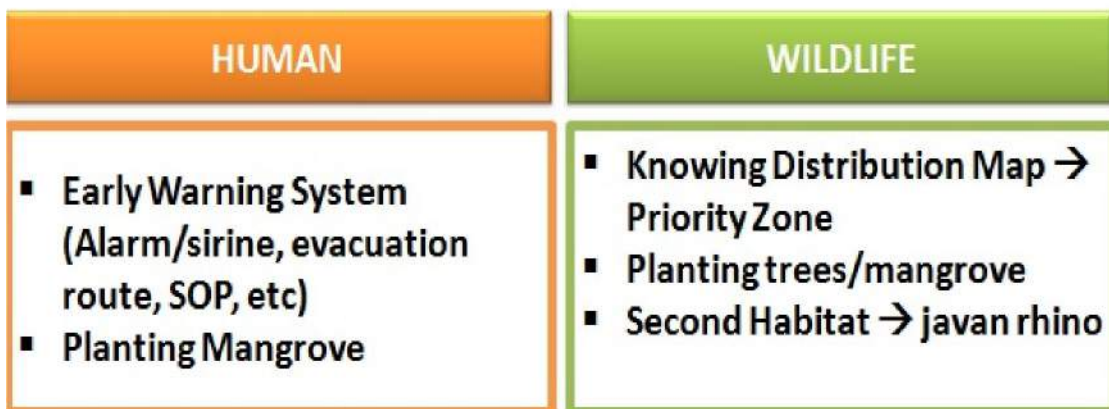 HUMAN
▪ Early Warning System
(Alarm/sirine, evacuation
route, SOP, etc)
▪ Planting Mangrove
WILDLIFE
▪ Knowing Distribution Map →
Priority Zone
▪ Planting trees/mangrove
▪ Second Habitat → javan rhino